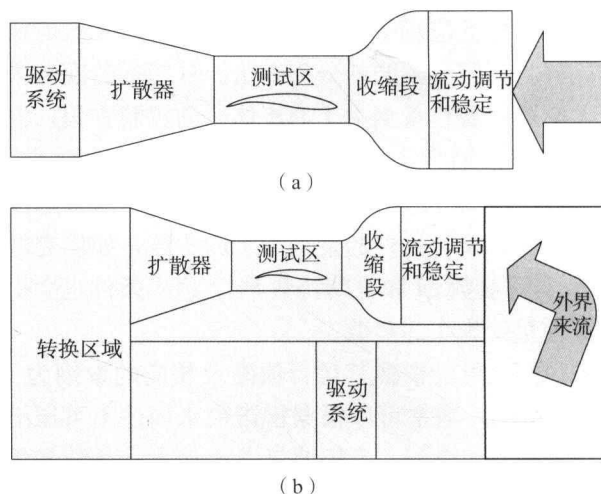 驱动
系统
扩散器
测试区
收缩段
流动调节
和稳定
(a)
转换区域
扩散器
测试区
收
缩
段
流动调节
和稳定
外界
来流
驱动
系统
(b)